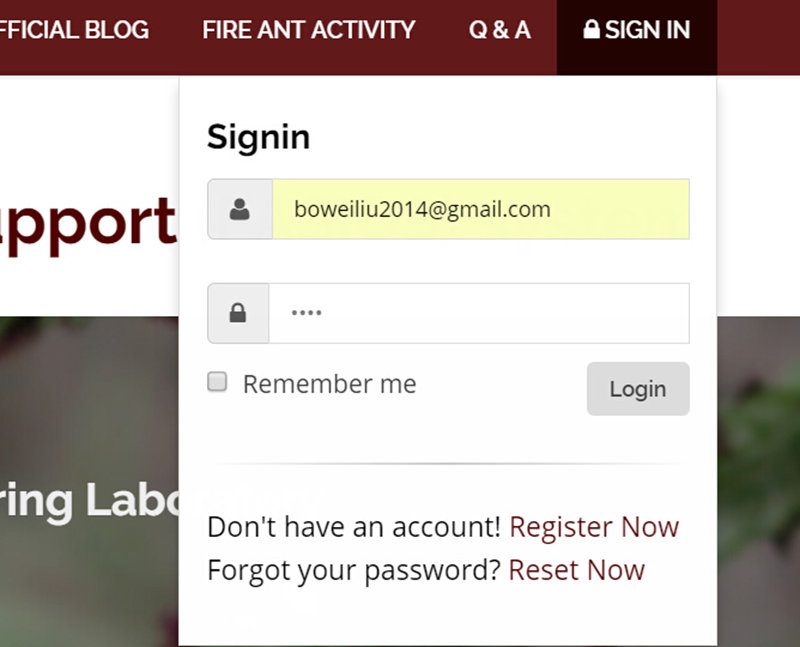 FFICIAL BLOG FIRE ANT ACTIVITY Q & A SIGN IN
Signin
upport
boweiliu2014@gmail.com
••••
Remember me
Login
ring Labo
Don't have an account! Register Now
Forgot your password? Reset Now